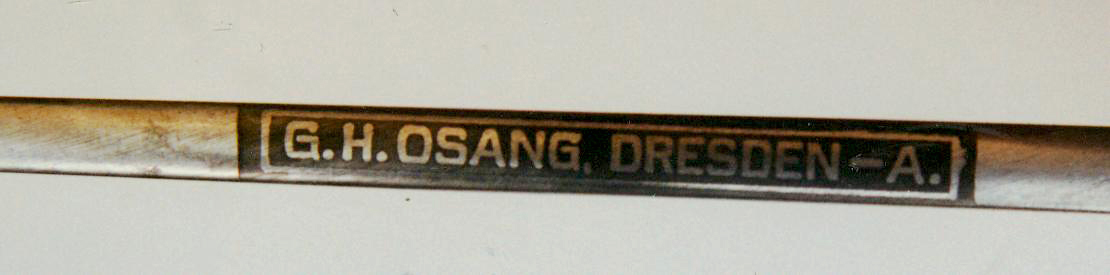 G.H. OSANG, DRESDEN-A.